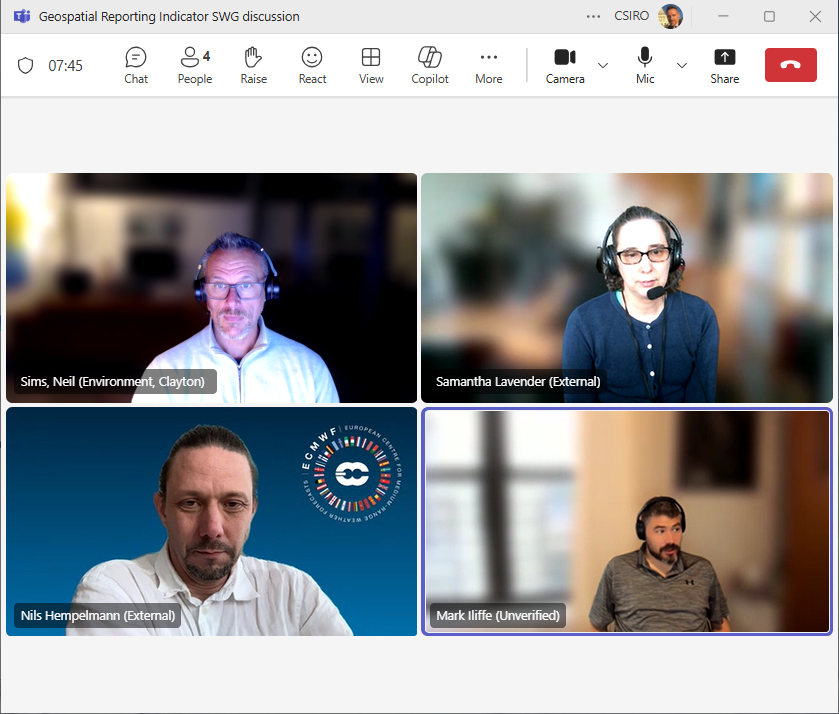 Geospatial Reporting Indicator SWG discussion
CSIRO
07:45
Chat
4
People
Raise
React
View
Copilot
More
Camera
Mic
Share
Sims, Neil (Environment, Clayton)
Samantha Lavender (External)
ECMWF | EUROPEAN CENTRE FOR MEDIUM-RANGE WEATHER FORECASTS
Nils Hempelmann (External)
Mark Iliffe (Unverified)